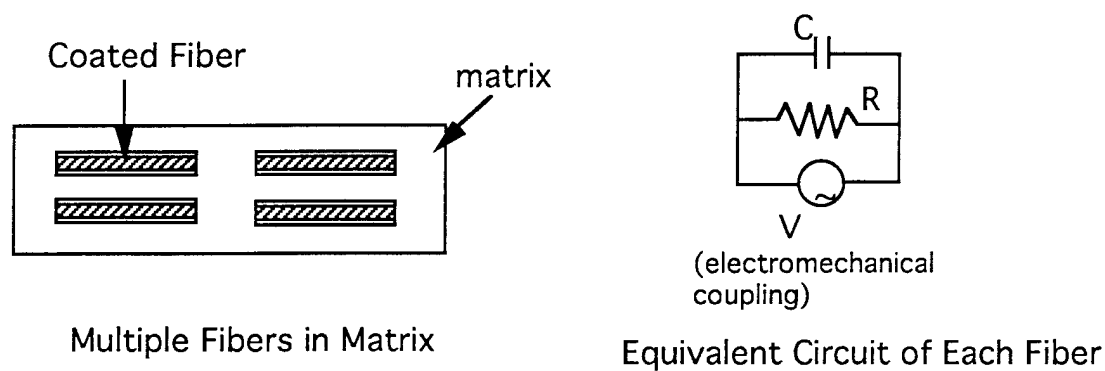 Coated Fiber
matrix
Multiple Fibers in Matrix
C
R
V
(electromechanical
coupling)
Equivalent Circuit of Each Fiber